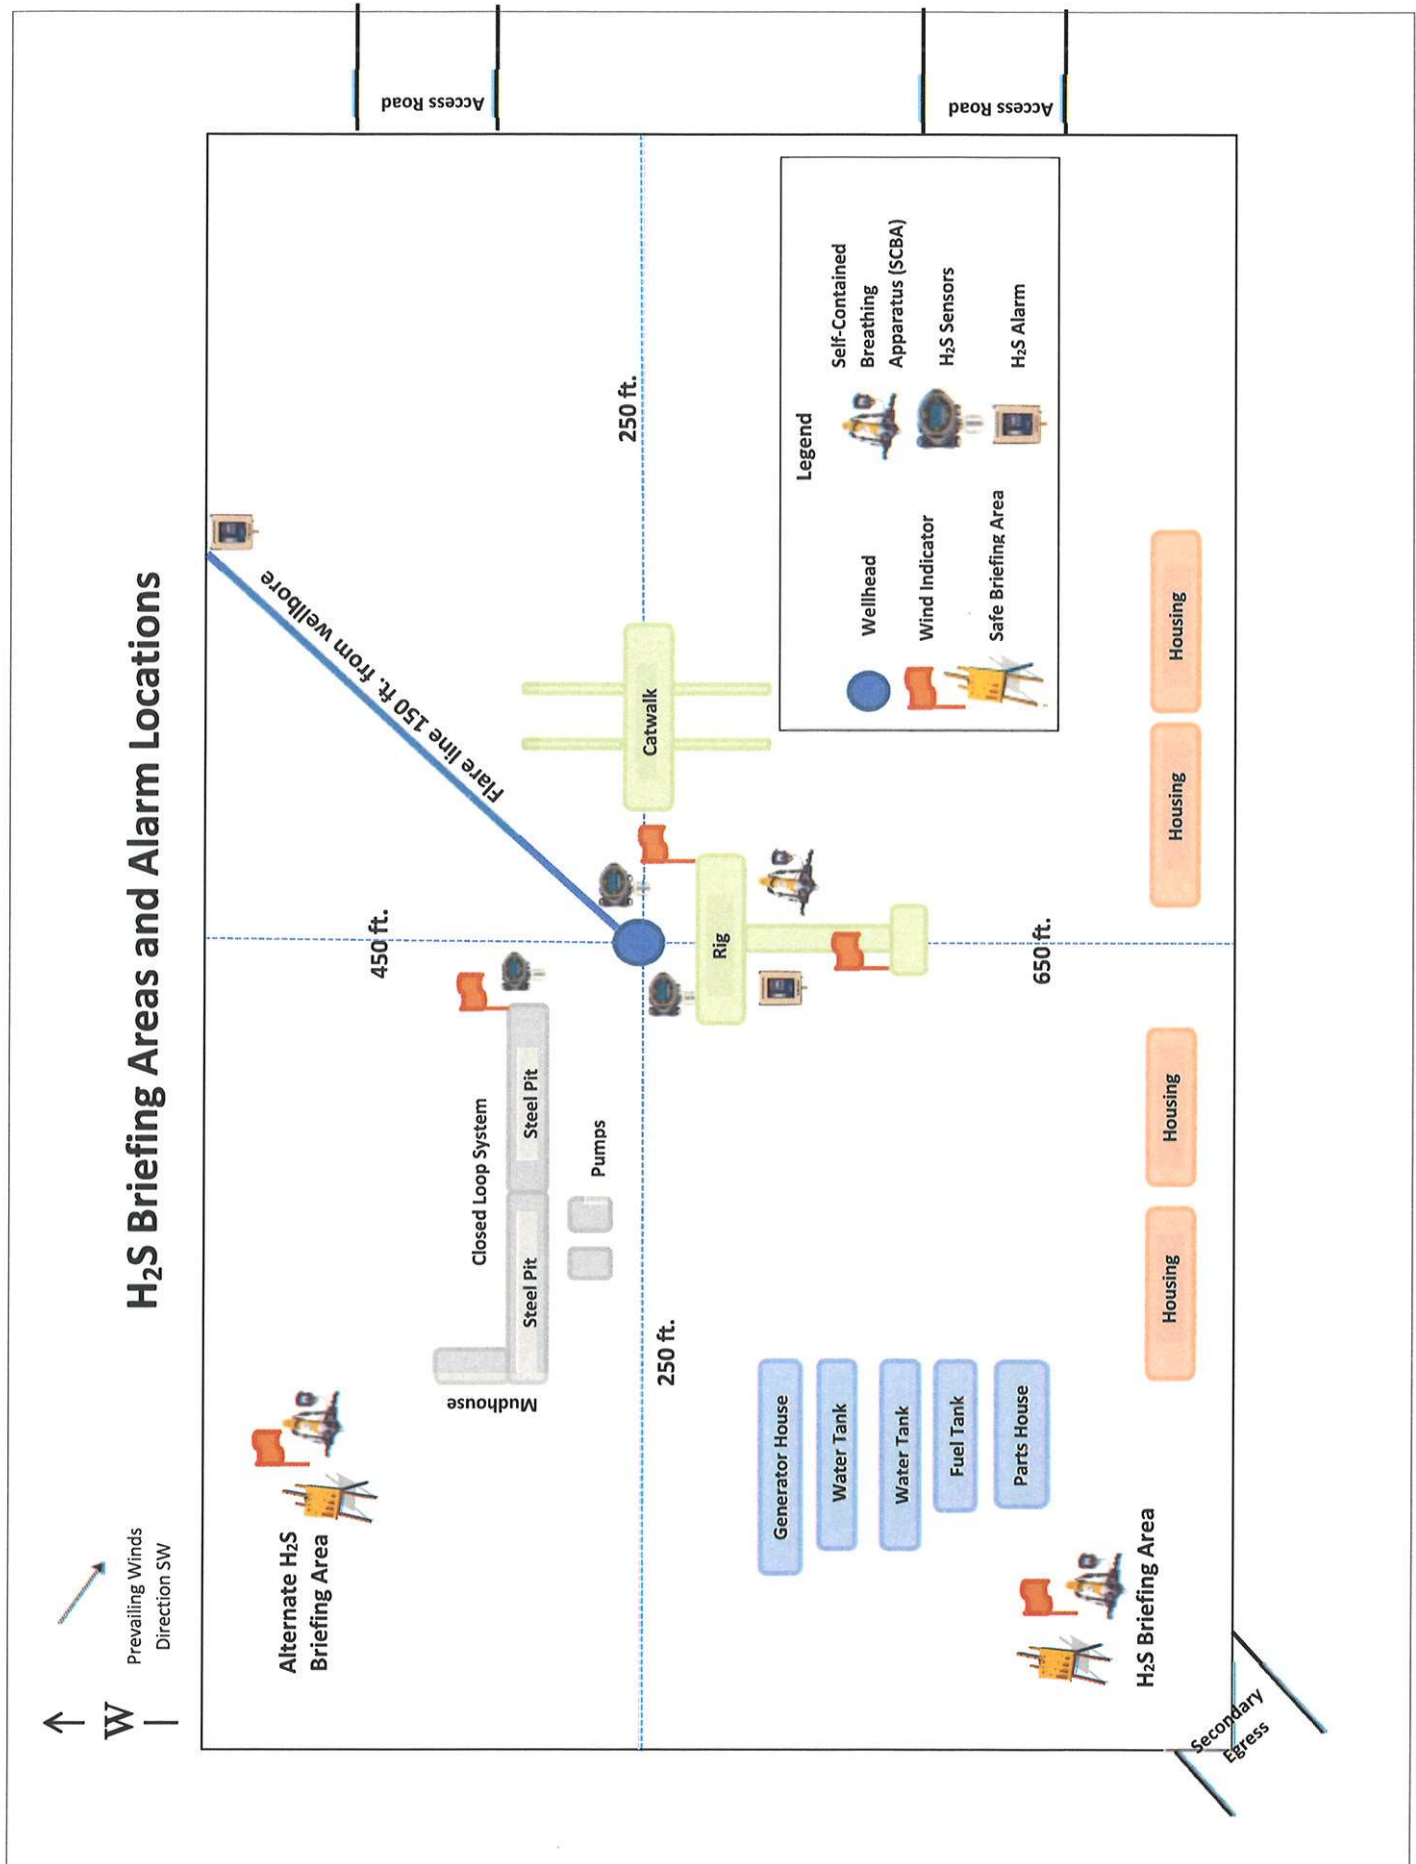 H₂S Briefing Areas and Alarm Locations
W
Prevailing Winds
Direction SW
Alternate H₂S
Briefing Area
Mudhouse
Closed Loop System
Steel Pit
Steel Pit
Pumps
450 ft.
Flare line 150 ft. from wellbore
250 ft.
250 ft.
Rig
Catwalk
650 ft.
Generator House
Water Tank
Water Tank
Fuel Tank
Parts House
H₂S Briefing Area
Secondary
Egress
Housing
Housing
Housing
Housing
Legend
Wellhead
Wind Indicator
Safe Briefing Area
Self-Contained
Breathing
Apparatus (SCBA)
H₂S Sensors
H₂S Alarm
Access Road
Access Road